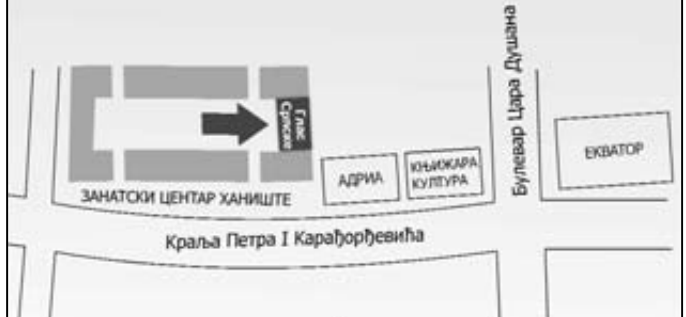 Глас
Српске
АДРИА
КЊИЖАРА
КУЛТУРА
Булевар Цара Душана
ЕКВАТОР
ЗАНАТСКИ ЦЕНТАР ХАНИШТЕ
Краља Петра I Карађорђевића